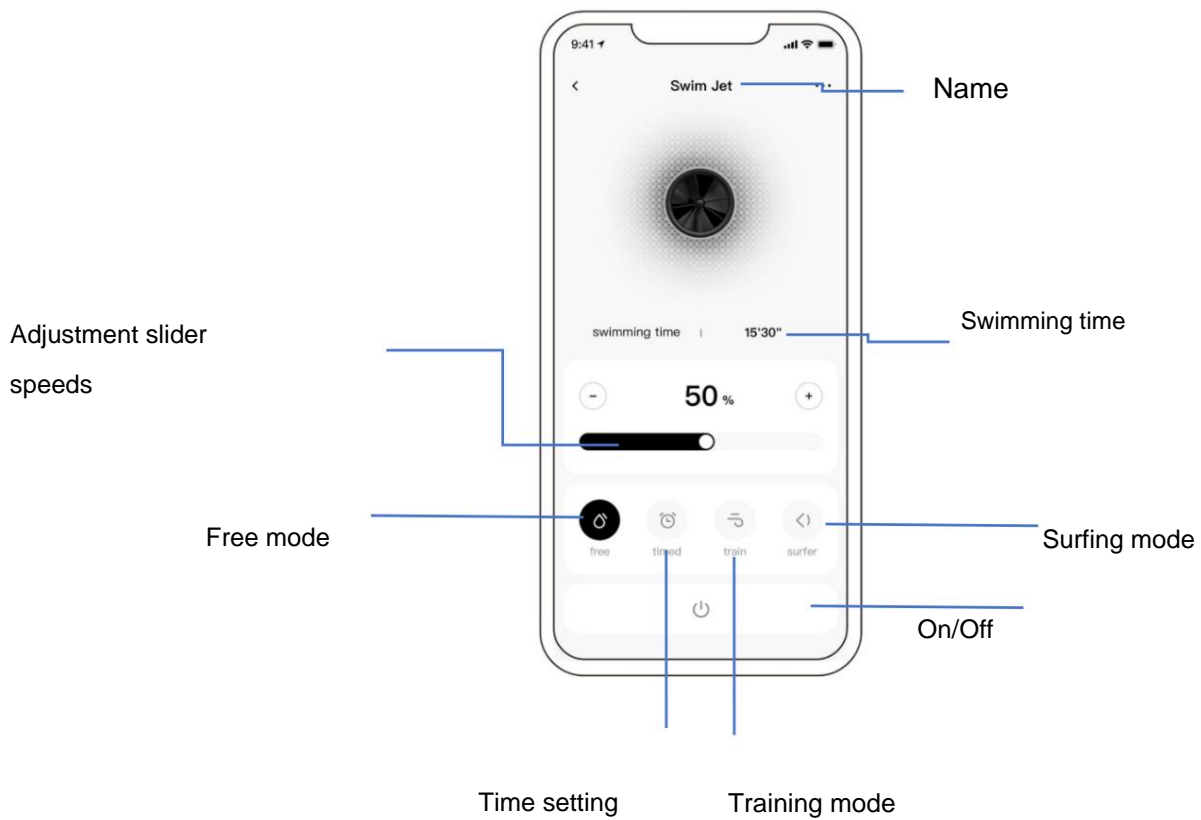 9:41
Swim Jet
Name
swimming time
15'30"
Swimming time
Adjustment slider
speeds
50 %
Free mode
free
timed
train
surfer
Surfing mode
On/Off
Time setting
Training mode